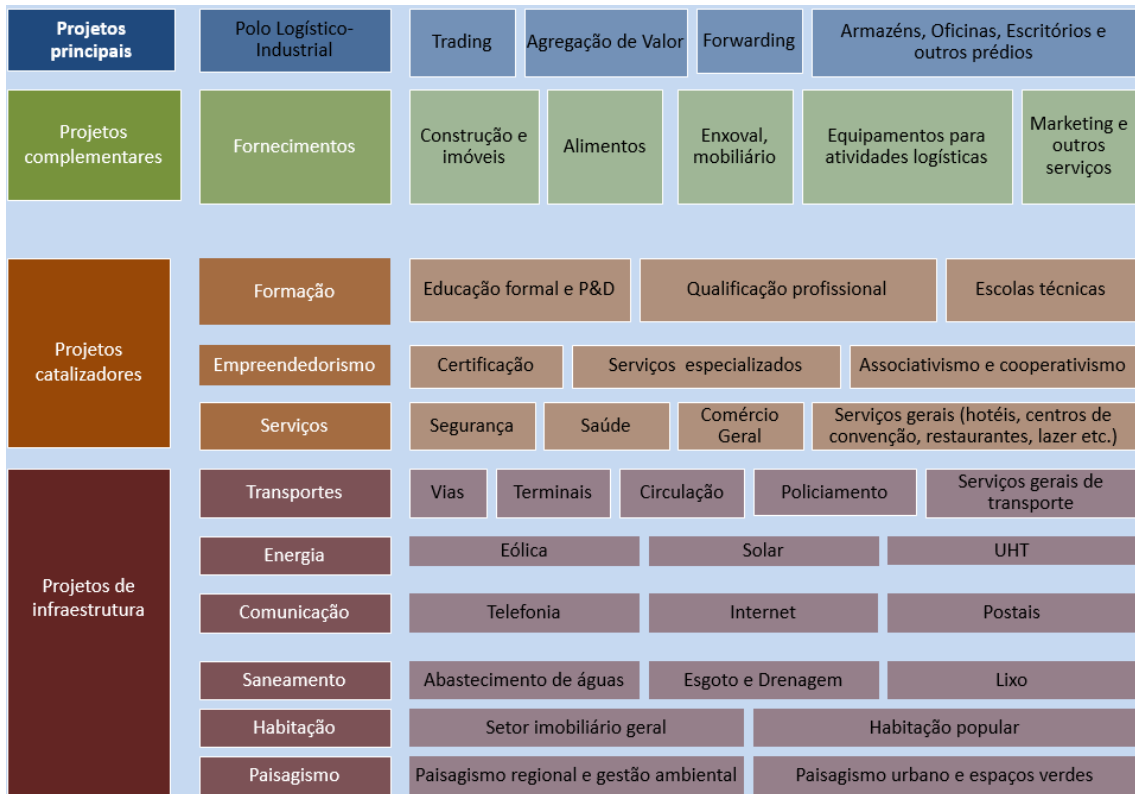 Projetos
principais
Polo Logístico-
Industrial
Trading
Agregação de Valor
Forwarding
Armazéns, Oficinas, Escritórios e
outros prédios
Projetos
complementares
Fornecimentos
Construção e
imóveis
Alimentos
Enxoval,
mobiliário
Equipamentos para
atividades logísticas
Marketing e
outros
serviços
Projetos
catalizadores
Formação
Educação formal e P&D
Qualificação profissional
Escolas técnicas
Empreendedorismo
Certificação
Serviços especializados
Associativismo e cooperativismo
Serviços
Segurança
Saúde
Comércio
Geral
Serviços gerais (hotéis, centros de
convenção, restaurantes, lazer etc.)
Projetos de
infraestrutura
Transportes
Vias
Terminais
Circulação
Policiamento
Serviços gerais de
transporte
Energia
Eólica
Solar
UHT
Comunicação
Telefonia
Internet
Postais
Saneamento
Abastecimento de águas
Esgoto e Drenagem
Lixo
Habitação
Setor imobiliário geral
Habitação popular
Paisagismo
Paisagismo regional e gestão ambiental
Paisagismo urbano e espaços verdes